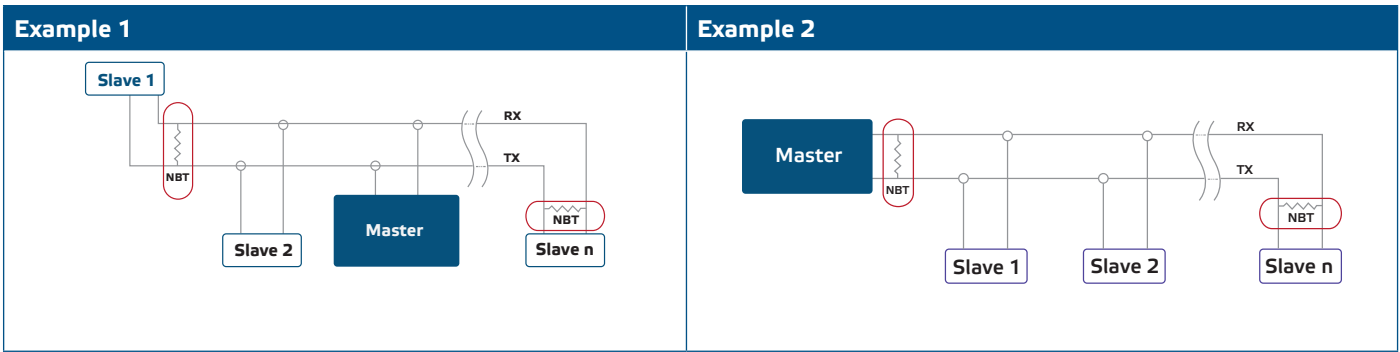 Example 1
Slave 1
RX
TX
NBT
NBT
Slave 2
Master
Slave n
Example 2
RX
Master
TX
NBT
NBT
Slave 1
Slave 2
Slave n